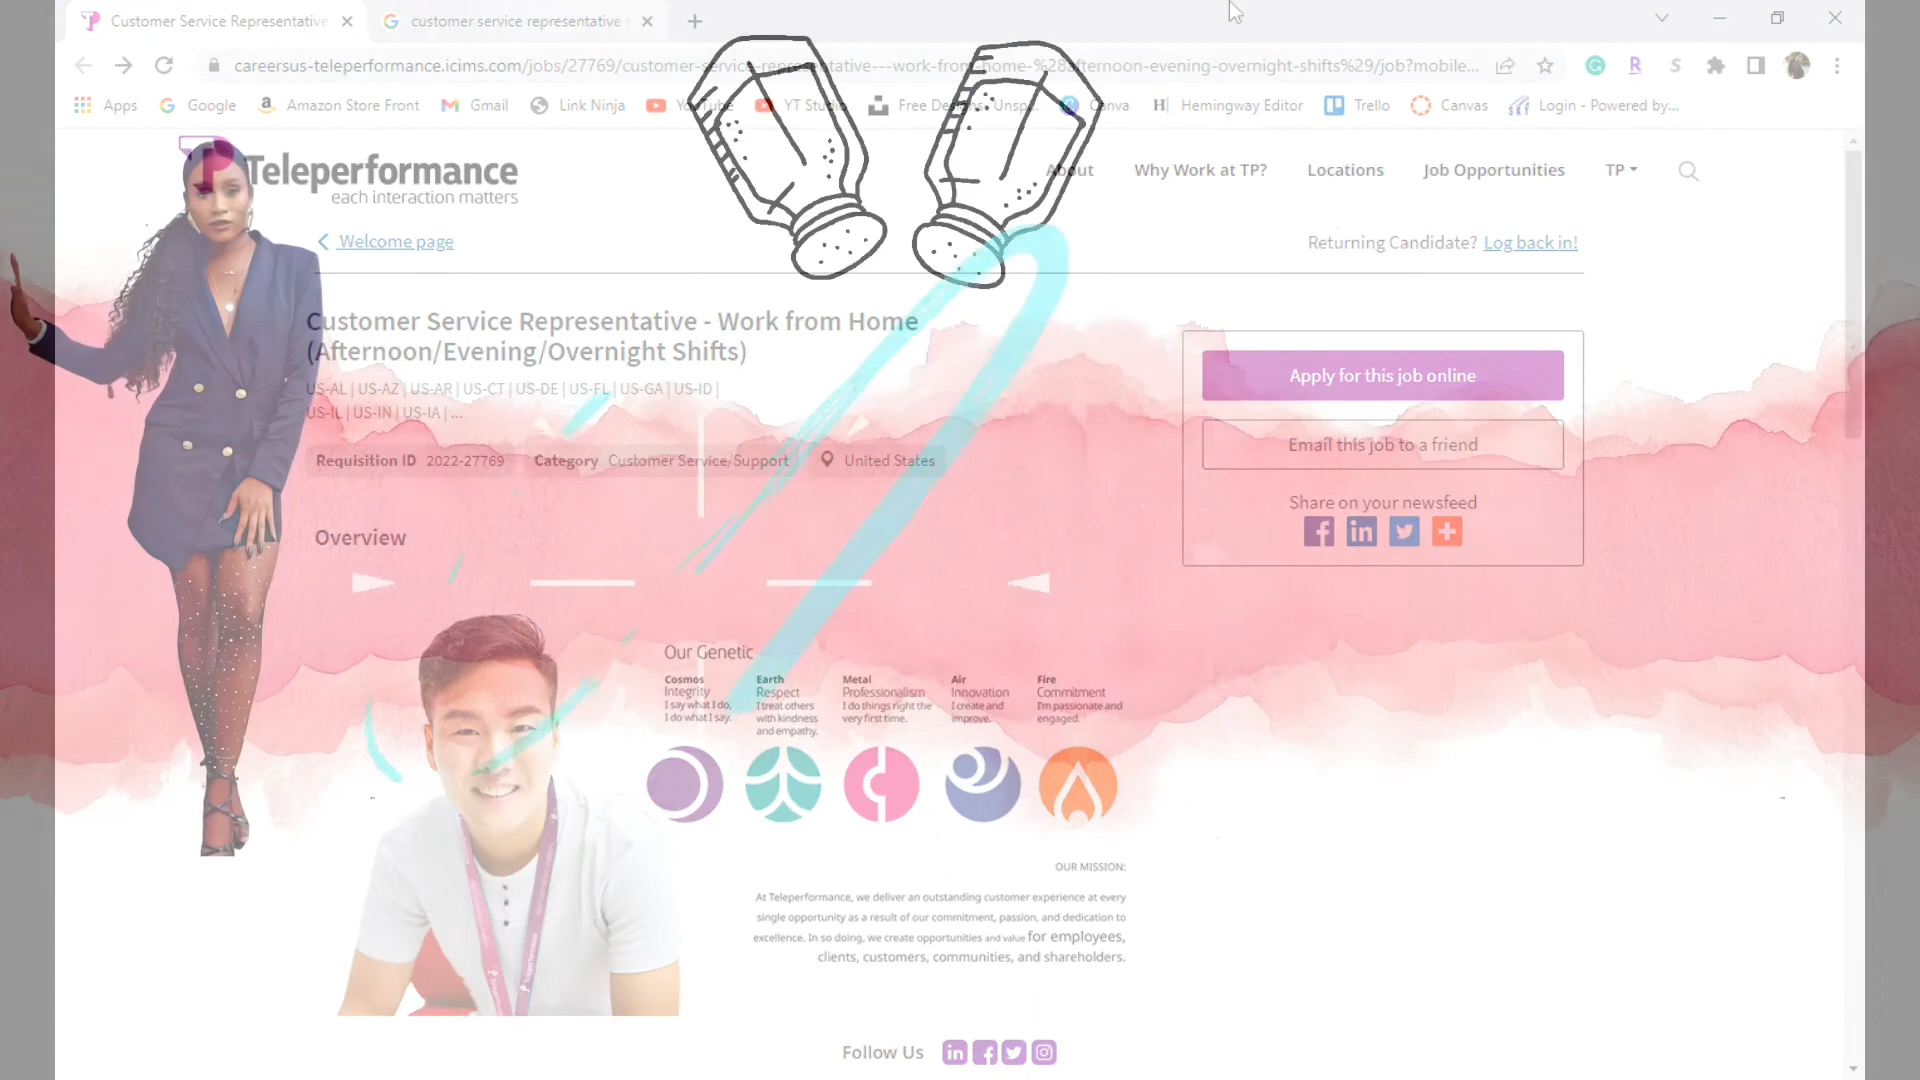 Customer Service Representative
customer service representative
careersus-teleperformance.icims.com/jobs/27769/customer-service-representative---work-from-home-%28afternoon-evening-overnight-shifts%29/job?mobile...
Apps
Google
Amazon Store Front
Gmail
Link Ninja
YouTube
YT Studio
Free Designs Unsp...
Canva
Hemingway Editor
Trello
Canvas
Login - Powered by...
Teleperformance
each interaction matters
About
Why Work at TP?
Locations
Job Opportunities
TP
Welcome page
Returning Candidate? Log back in!
Customer Service Representative - Work from Home
(Afternoon/Evening/Overnight Shifts)
US-AL | US-AZ | US-AR | US-CT | US-DE | US-FL | US-GA | US-ID |
US-IL | US-IN | US-IA | ...
Requisition ID 2022-27769
Category Customer Service/Support
United States
Apply for this job online
Email this job to a friend
Share on your newsfeed
Overview
Our Genetic
Cosmos
Integrity
I say what I do,
I do what I say.
Earth
Respect
I treat others
with kindness
and empathy.
Metal
Professionalism
I do things right the
very first time.
Air
Innovation
I create and
improve.
Fire
Commitment
I'm passionate and
engaged.
OUR MISSION:
At Teleperformance, we deliver an outstanding customer experience at every
single opportunity as a result of our commitment, passion, and dedication to
excellence. In so doing, we create opportunities and value for employees,
clients, customers, communities, and shareholders.
Follow Us